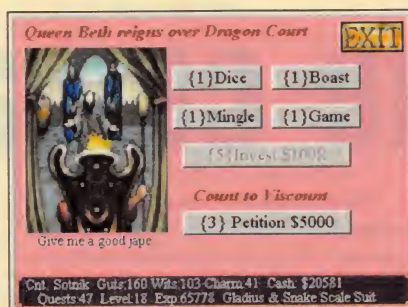 Queen Beth reigns over Dragon Court
EXIT
{1}Dice
{1}Boast
{1}Mingle
{1}Game
{5}Invest $100K
Count to Viscount
{3} Petition $5000
Give me a good jape
Cnt. Sotnik Guts:160 Wits:103 Charm:41 Cash: $20581
Quests:47 Level:18 Exp:65778 Gladius & Snake Scale Suit